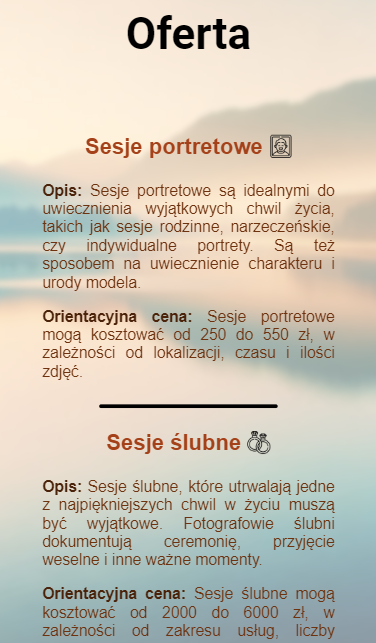 Oferta
Sesje portretowe
Opis: Sesje portretowe są idealnymi do
uwiecznienia wyjątkowych chwil życia,
takich jak sesje rodzinne, narzeczeńskie,
czy indywidualne portrety. Są też
sposobem na uwiecznienie charakteru i
urody modela.
Orientacyjna cena: Sesje portretowe
mogą kosztować od 250 do 550 zł, w
zależności od lokalizacji, czasu i ilości
zdjęć.
Sesje ślubne
Opis: Sesje ślubne, które utrwalają jedne
z najpiękniejszych chwil w życiu muszą
być wyjątkowe. Fotografowie ślubni
dokumentują ceremonię, przyjęcie
weselne i inne ważne momenty.
Orientacyjna cena: Sesje ślubne mogą
kosztować od 2000 do 6000 zł, w
zależności od zakresu usług, liczby